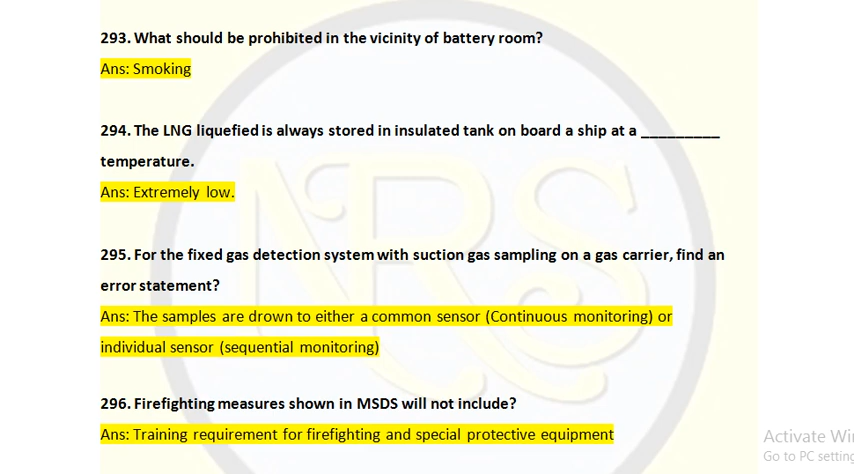 293. What should be prohibited in the vicinity of battery room?
Ans: Smoking
294. The LNG liquefied is always stored in insulated tank on board a ship at a _________
temperature.
Ans: Extremely low.
295. For the fixed gas detection system with suction gas sampling on a gas carrier, find an
error statement?
Ans: The samples are drown to either a common sensor (Continuous monitoring) or
individual sensor (sequential monitoring)
296. Firefighting measures shown in MSDS will not include?
Ans: Training requirement for firefighting and special protective equipment
NRS
Activate Wi
Go to PC setting